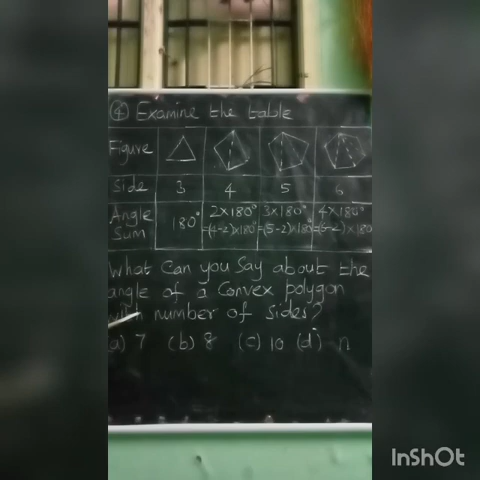 ④ Examine the table
Figure
Side 3 4 5 6
Angle Sum 180° 2×180° =(4-2)×180° 3×180° =(5-2)×180° 4×180° =(6-2)×180
What can you say about the
angle of a convex polygon
with number of sides?
(a) 7 (b) 8 (c) 10 (d) n
InShOt